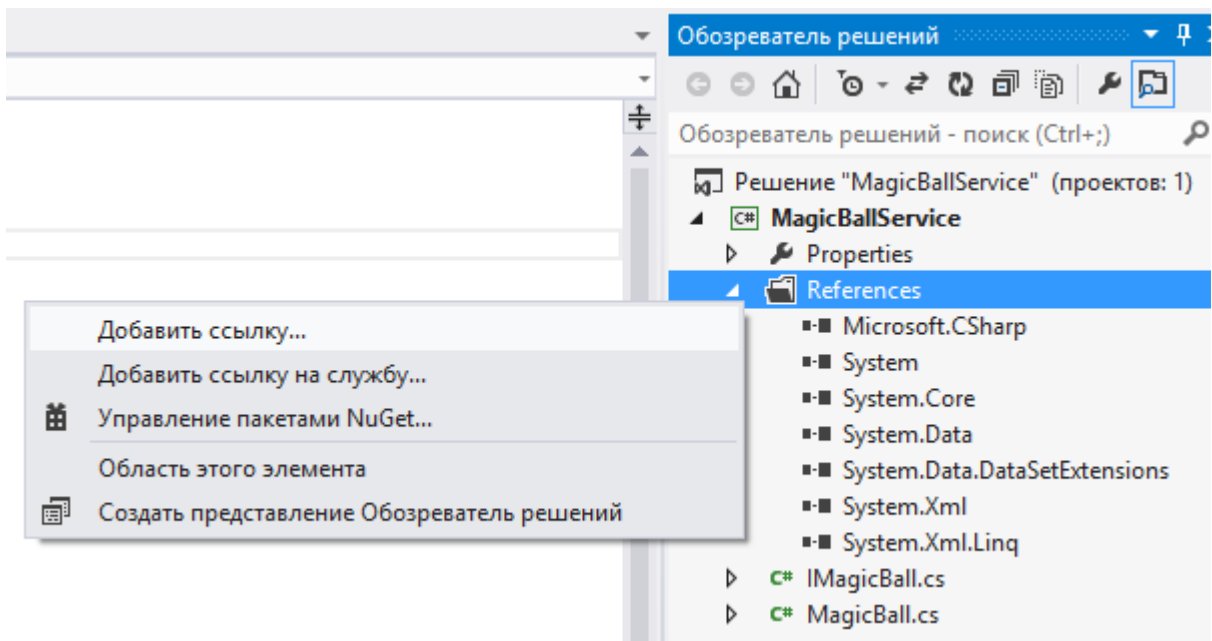 Обозреватель решений
Обозреватель решений - поиск (Ctrl+;)
Решение "MagicBallService" (проектов: 1)
C# MagicBallService
Properties
References
Microsoft.CSharp
System
System.Core
System.Data
System.Data.DataSetExtensions
System.Xml
System.Xml.Linq
C# IMagicBall.cs
C# MagicBall.cs
Добавить ссылку...
Добавить ссылку на службу...
Управление пакетами NuGet...
Область этого элемента
Создать представление Обозреватель решений